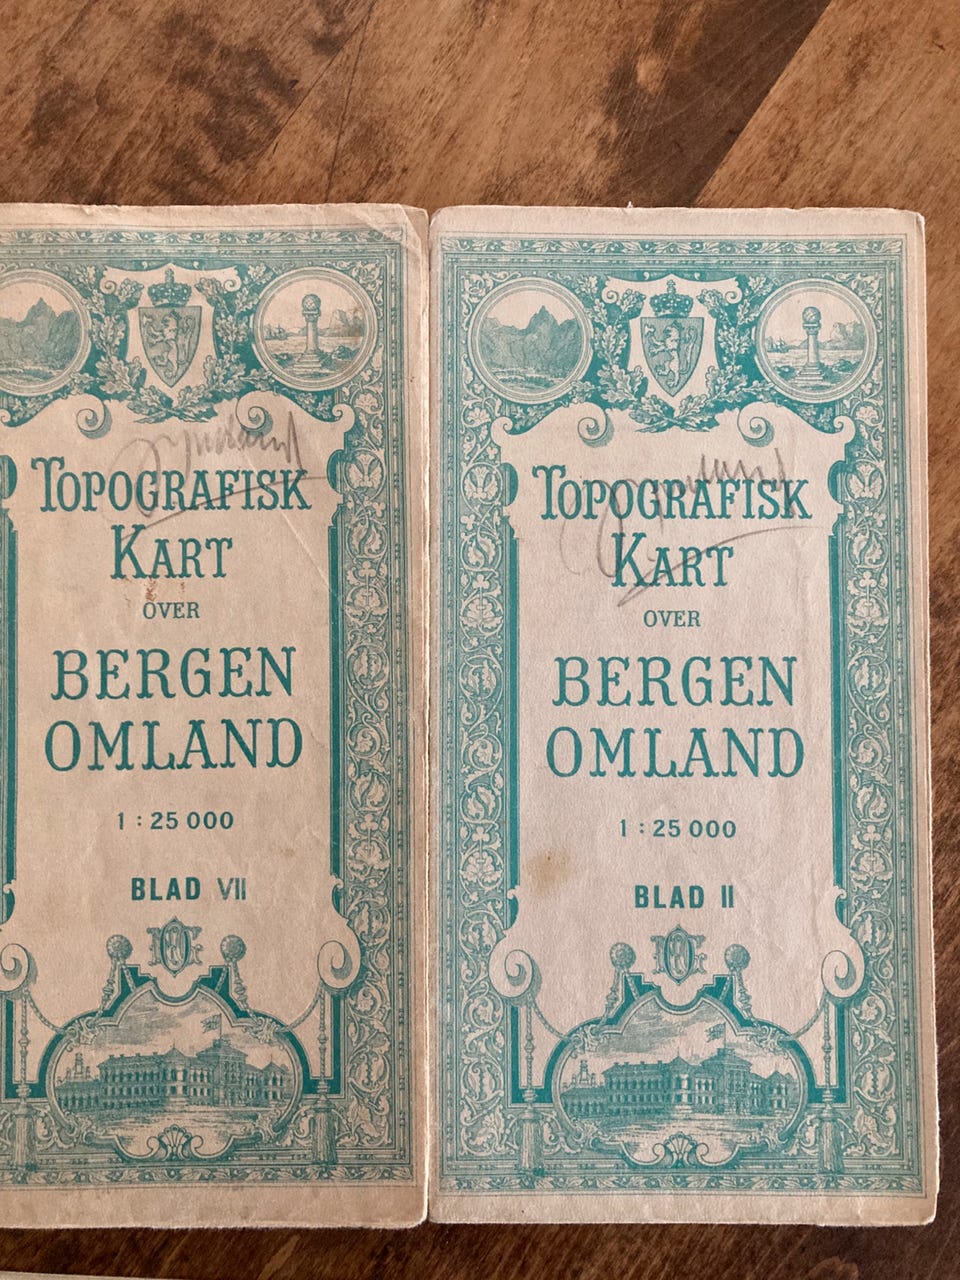 TOPOGRAFISK
KART
OVER
BERGEN
OMLAND
1 : 25 000
BLAD VII
TOPOGRAFISK
KART
OVER
BERGEN
OMLAND
1 : 25 000
BLAD II